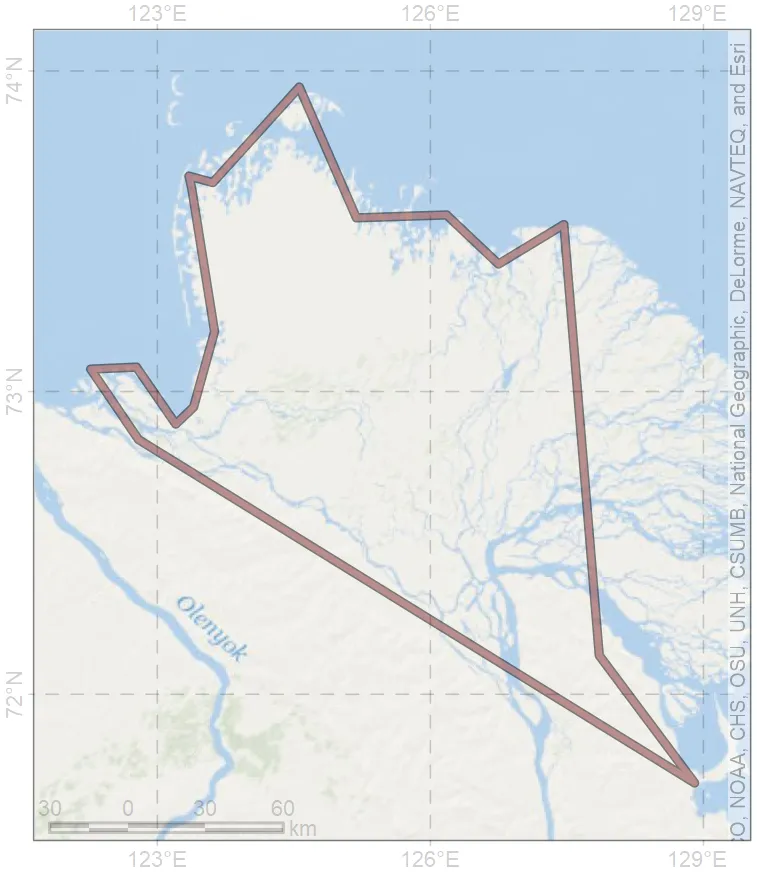 123°E 126°E 129°E
74°N
73°N
72°N
Olenyok
30 0 30 60
km
123°E 126°E 129°E
O, NOAA, CHS, OSU, UNH, CSUMB, National Geographic, DeLorme, NAVTEQ, and Esri